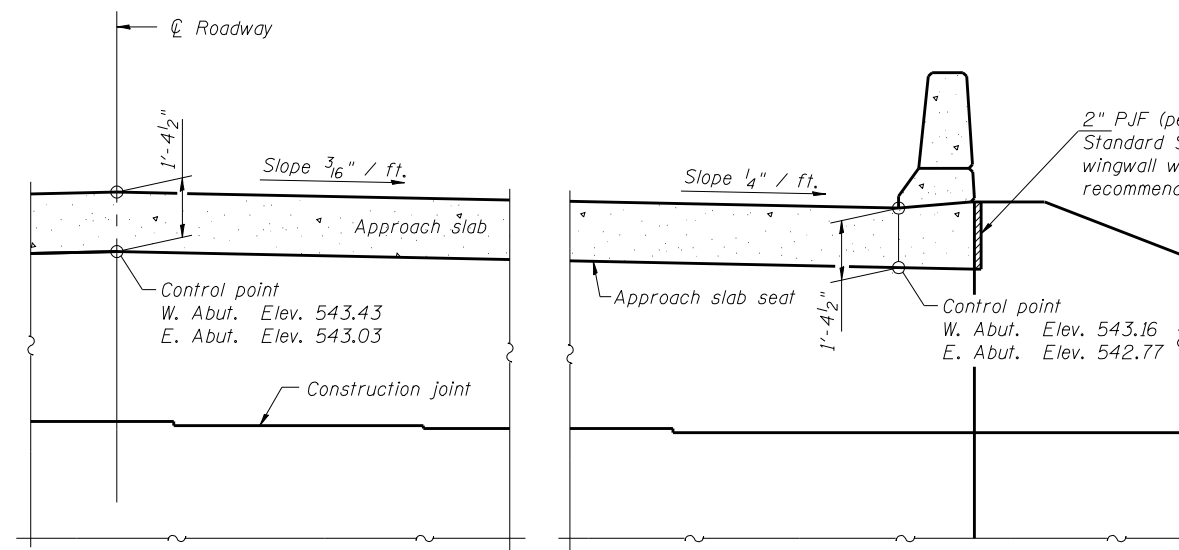 ℄ Roadway
1'-4½"
Slope 3/16" / ft.
Approach slab
Control point
W. Abut. Elev. 543.43
E. Abut. Elev. 543.03
Construction joint
Slope 1/4" / ft.
2" PJF
Standard
wingwall
Approach slab seat
1'-4½"
Control point
W. Abut. Elev. 543.16
E. Abut. Elev. 542.77